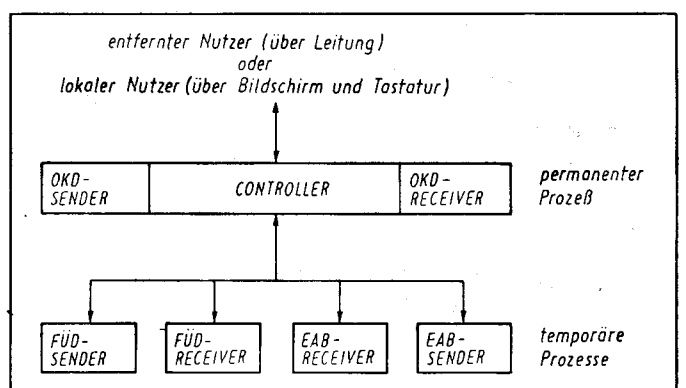 entfernter Nutzer (über Leitung)
oder
lokaler Nutzer (über Bildschirm und Tastatur)
OKD-
SENDER
CONTROLLER
OKD-
RECEIVER
permanenter
Prozeß
FÜD-
SENDER
FÜD-
RECEIVER
EAB-
RECEIVER
EAB-
SENDER
temporäre
Prozesse